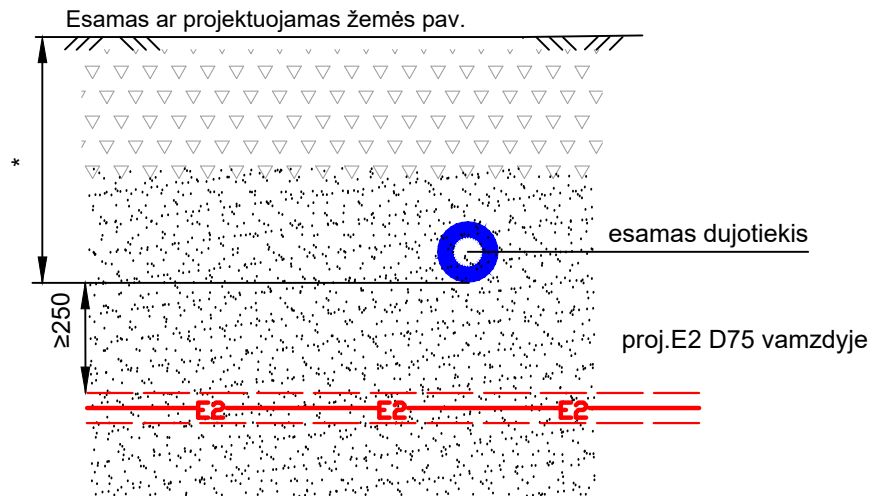 Esamas ar projektuojamas žemės pav.
*
esamas dujotiekis
≥250
proj.E2 D75 vamzdyje
E2 E2 E2